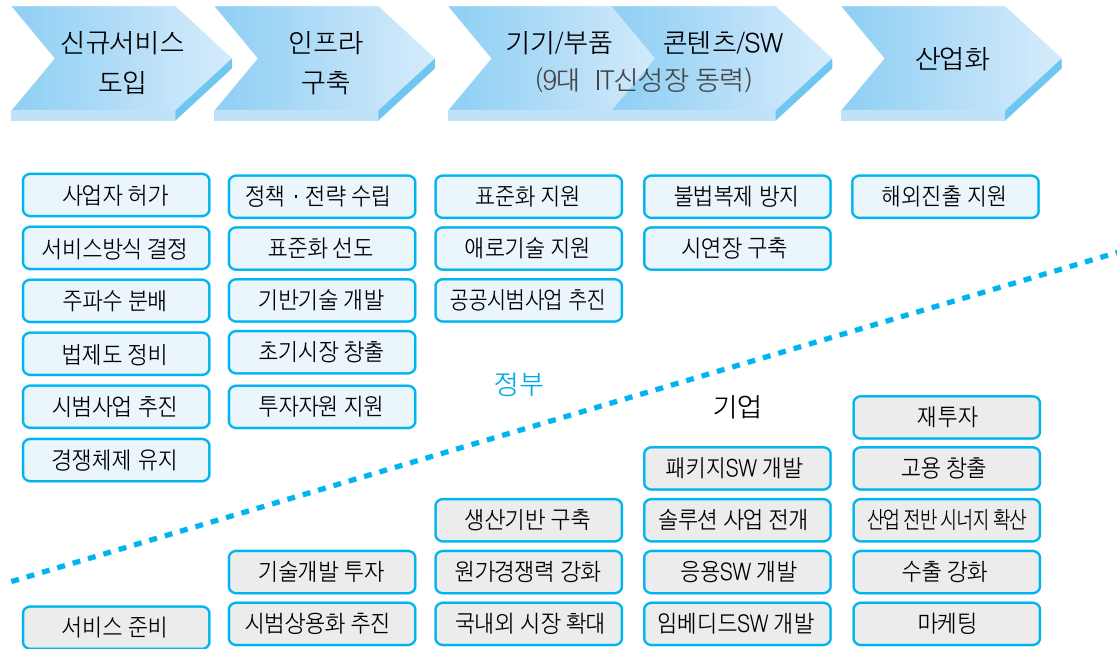 신규서비스
도입
인프라
구축
기기/부품
콘텐츠/SW
(9대 IT신성장 동력)
산업화
사업자 허가
서비스방식 결정
주파수 분배
법제도 정비
시범사업 추진
경쟁체제 유지
정책 · 전략 수립
표준화 선도
기반기술 개발
초기시장 창출
투자자원 지원
표준화 지원
애로기술 지원
공공시범사업 추진
불법복제 방지
시연장 구축
해외진출 지원
정부
기업
서비스 준비
기술개발 투자
시범상용화 추진
생산기반 구축
원가경쟁력 강화
국내외 시장 확대
패키지SW 개발
솔루션 사업 전개
응용SW 개발
임베디드SW 개발
재투자
고용 창출
산업 전반 시너지 확산
수출 강화
마케팅